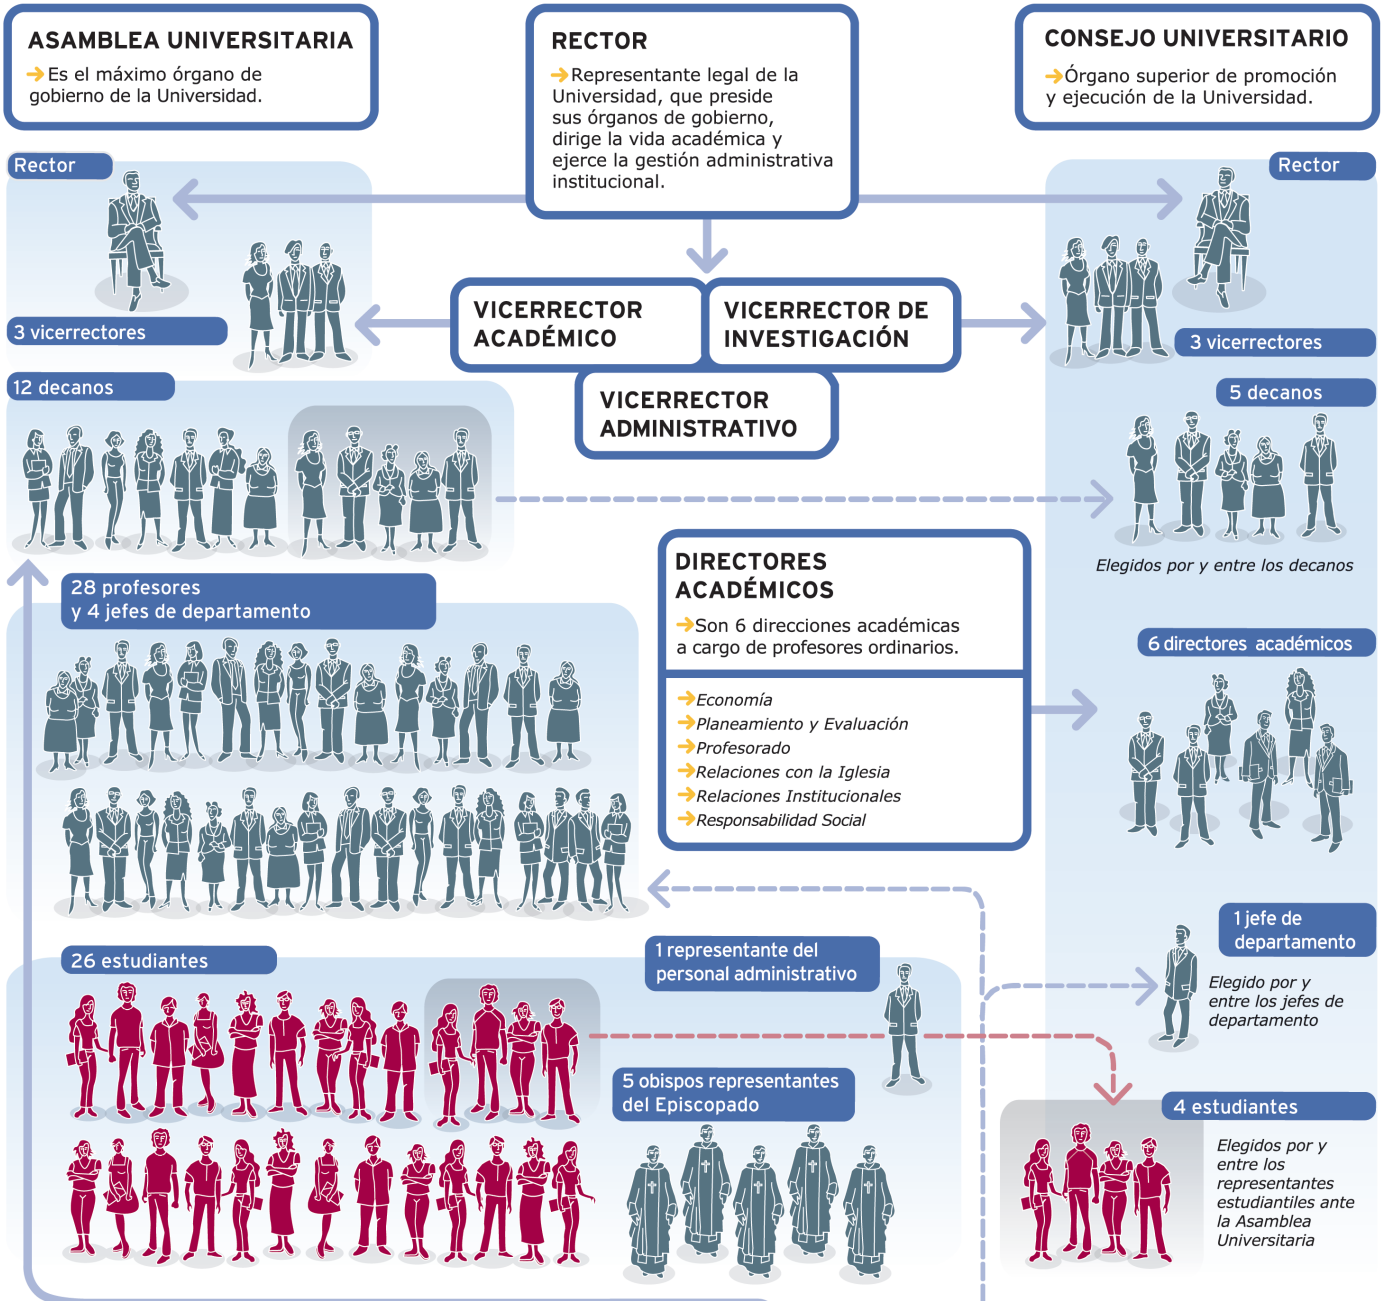 ASAMBLEA UNIVERSITARIA
Es el máximo órgano de
gobierno de la Universidad.
RECTOR
Representante legal de la
Universidad, que preside
sus órganos de gobierno,
dirige la vida académica y
ejerce la gestión administrativa
institucional.
CONSEJO UNIVERSITARIO
Órgano superior de promoción
y ejecución de la Universidad.
Rector
Rector
VICERRECTOR
ACADÉMICO
VICERRECTOR DE
INVESTIGACIÓN
VICERRECTOR
ADMINISTRATIVO
3 vicerrectores
3 vicerrectores
12 decanos
5 decanos
Elegidos por y entre los decanos
28 profesores
y 4 jefes de departamento
DIRECTORES
ACADÉMICOS
Son 6 direcciones académicas
a cargo de profesores ordinarios.
Economía
Planeamiento y Evaluación
Profesorado
Relaciones con la Iglesia
Relaciones Institucionales
Responsabilidad Social
6 directores académicos
1 jefe de
departamento
Elegido por y
entre los jefes de
departamento
26 estudiantes
1 representante del
personal administrativo
5 obispos representantes
del Episcopado
4 estudiantes
Elegidos por y
entre los
representantes
estudiantiles ante
la Asamblea
Universitaria